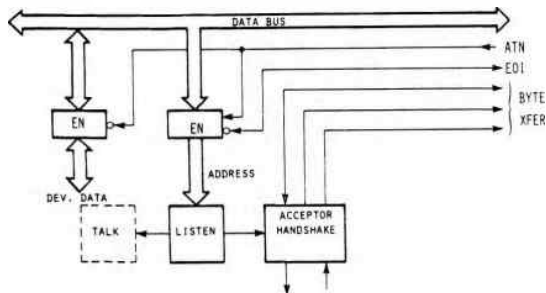 DATA BUS
ATN
EOI
BYTE
XFER
EN
EN
ADDRESS
DEV. DATA
TALK
LISTEN
ACCEPTOR
HANDSHAKE